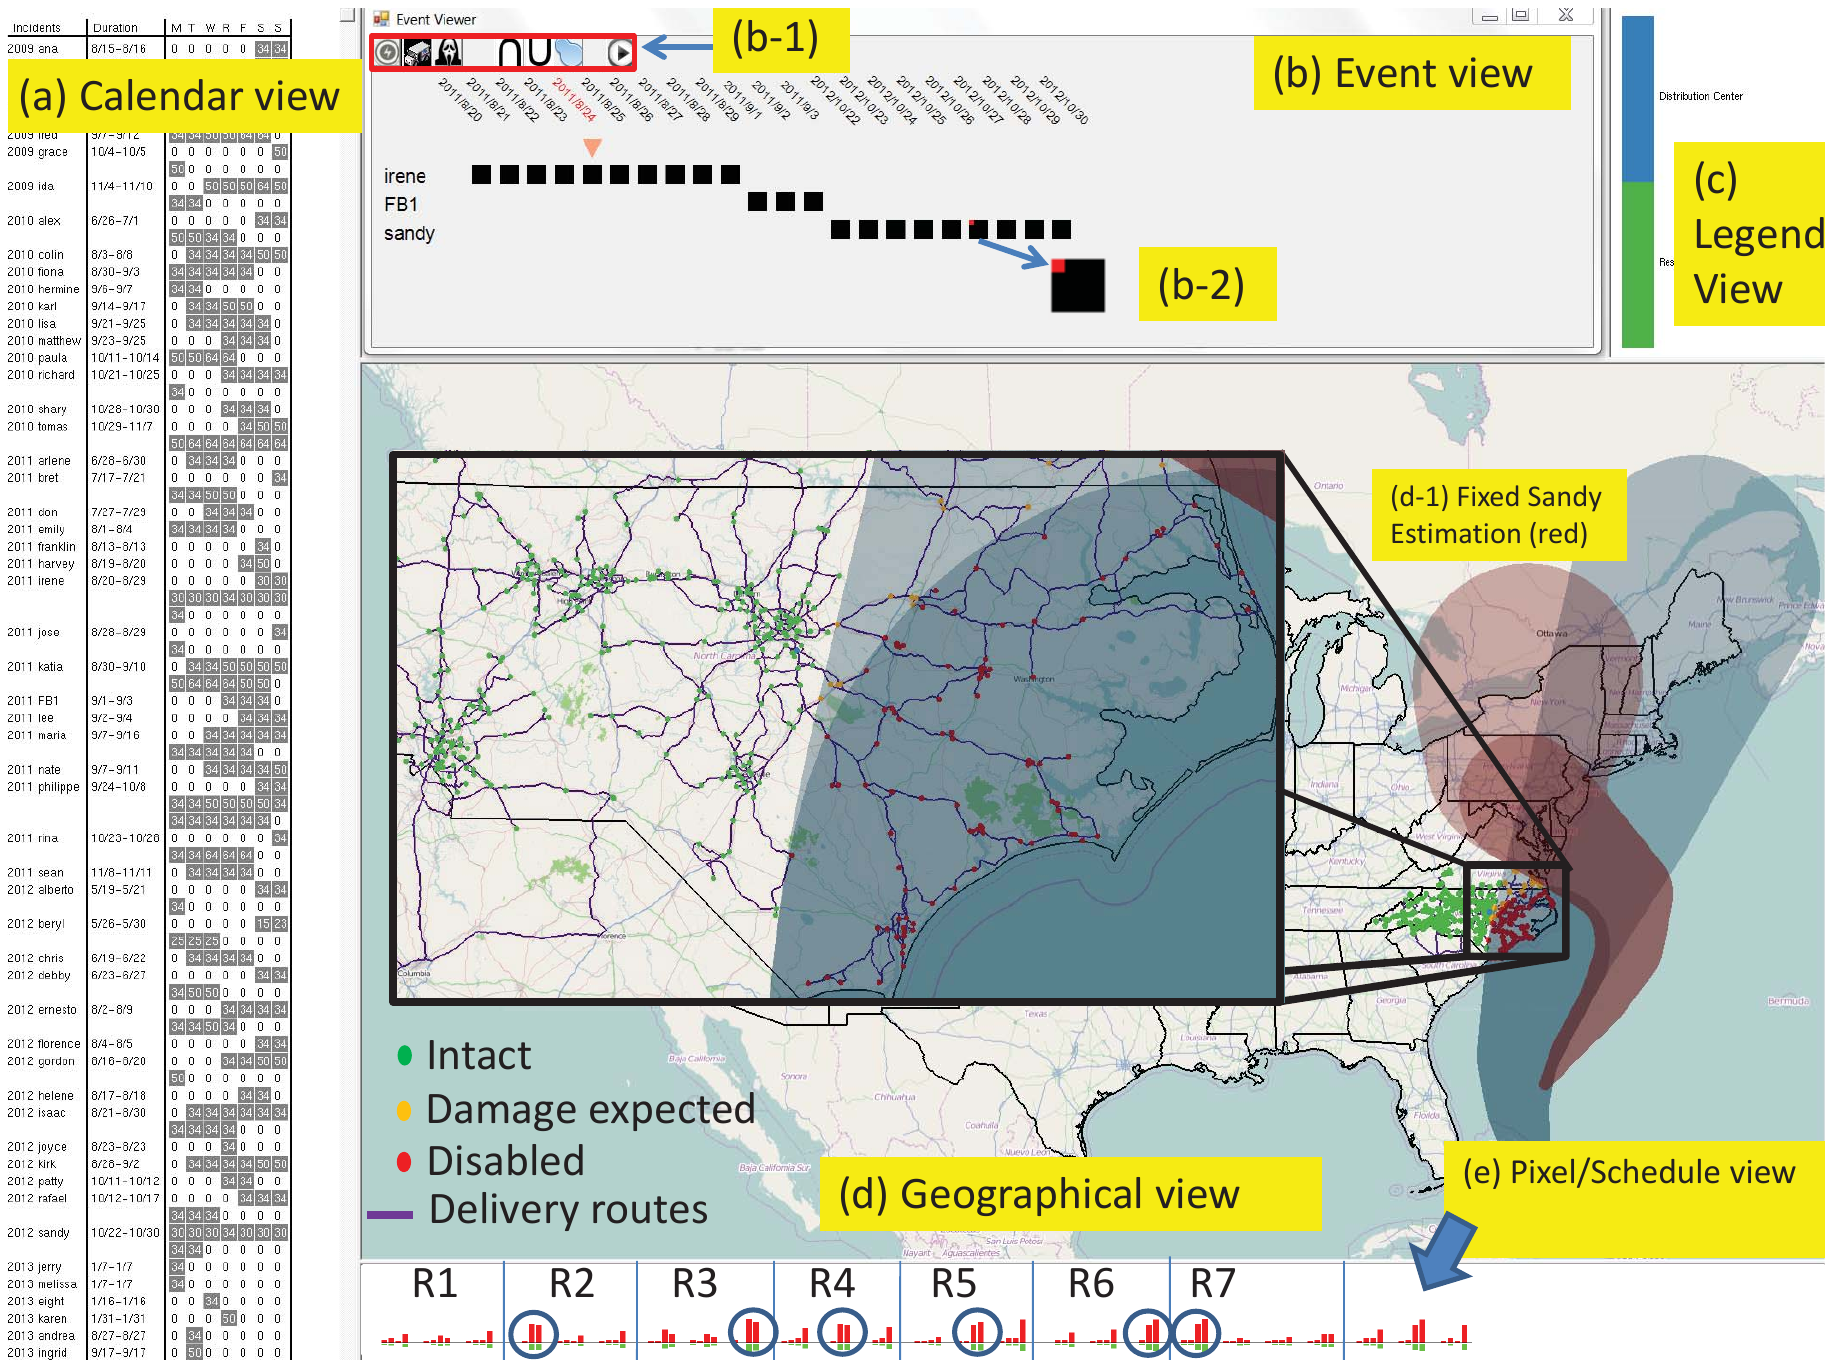 Incidents Duration M T W R F S S
2009 ana 8/15-8/16 0 0 0 0 0 34 34
(a) Calendar view
2009 fred 9/7-9/12 34 34 50 50 64 64 0
2009 grace 10/4-10/5 0 0 0 0 0 0 50
50 0 0 0 0 0 0
2009 ida 11/4-11/10 0 0 50 50 50 64 50
34 34 0 0 0 0 0
2010 alex 6/26-7/1 0 0 0 0 0 34 34
50 50 34 34 0 0 0
2010 colin 8/3-8/8 0 34 34 34 34 50 50
2010 fiona 8/30-9/3 34 34 34 34 34 0 0
2010 hermine 9/6-9/7 34 34 0 0 0 0 0
2010 karl 9/14-9/17 0 34 34 50 50 0 0
2010 lisa 9/21-9/25 0 34 34 34 34 34 0
2010 matthew 9/23-9/25 0 0 0 34 34 34 0
2010 paula 10/11-10/14 50 50 64 64 0 0 0
2010 richard 10/21-10/25 0 0 0 34 34 34 34
34 0 0 0 0 0 0
2010 shary 10/28-10/30 0 0 0 34 34 34 0
2010 tomas 10/29-11/7 0 0 0 0 34 50 50
50 64 64 64 64 64 64
2011 arlene 6/28-6/30 0 34 34 34 0 0 0
2011 bret 7/17-7/21 0 0 0 0 0 0 34
34 34 50 50 0 0 0
2011 don 7/27-7/29 0 0 34 34 34 0 0
2011 emily 8/1-8/4 34 34 34 34 0 0 0
2011 franklin 8/13-8/13 0 0 0 0 0 34 0
2011 harvey 8/19-8/20 0 0 0 0 34 50 0
2011 irene 8/20-8/29 0 0 0 0 0 30 30
30 30 30 34 30 30 30
34 0 0 0 0 0 0
2011 jose 8/28-8/29 0 0 0 0 0 0 34
34 0 0 0 0 0 0
2011 katia 8/30-9/10 0 34 34 50 50 50 50
50 64 64 64 50 50 0
2011 FB1 9/1-9/3 0 0 0 34 34 34 0
2011 lee 9/2-9/4 0 0 0 0 34 34 34
2011 maria 9/7-9/16 0 0 34 34 34 34 34
34 34 34 34 34 0 0
2011 nate 9/7-9/11 0 0 34 34 34 34 50
2011 philippe 9/24-10/8 0 0 0 0 0 34 34
34 34 50 50 50 50 34
34 34 34 34 34 34 0
2011 rina 10/23-10/28 0 0 0 0 0 0 34
34 34 64 64 64 0 0
2011 sean 11/8-11/11 0 34 34 34 34 0 0
2012 alberto 5/19-5/21 0 0 0 0 0 34 34
34 0 0 0 0 0 0
2012 beryl 5/26-5/30 0 0 0 0 0 15 23
25 25 25 0 0 0 0
2012 chris 6/19-6/22 0 34 34 34 34 0 0
2012 debby 6/23-6/27 0 0 0 0 0 34 34
34 50 50 0 0 0 0
2012 ernesto 8/2-8/9 0 0 0 34 34 34 34
34 34 50 34 0 0 0
2012 florence 8/4-8/5 0 0 0 0 0 34 34
2012 gordon 8/16-8/20 0 0 0 34 34 50 50
50 0 0 0 0 0 0
2012 helene 8/17-8/18 0 0 0 0 34 34 0
2012 isaac 8/21-8/30 0 34 34 34 34 34 34
34 34 34 34 0 0 0
2012 joyce 8/23-8/23 0 0 0 34 0 0 0
2012 kirk 8/28-9/2 0 34 34 34 34 50 50
2012 patty 10/11-10/12 0 0 0 34 34 0 0
2012 rafael 10/12-10/17 0 0 0 0 34 34 34
34 34 34 0 0 0 0
2012 sandy 10/22-10/30 30 30 30 34 30 30 30
34 34 0 0 0 0 0
2013 jerry 1/7-1/7 34 0 0 0 0 0 0
2013 melissa 1/7-1/7 34 0 0 0 0 0 0
2013 eight 1/16-1/16 0 0 34 0 0 0 0
2013 karen 1/31-1/31 0 0 0 50 0 0 0
2013 andrea 8/27-8/27 0 34 0 0 0 0 0
2013 ingrid 9/17-9/17 0 50 0 0 0 0 0
Event Viewer
(b-1)
(b) Event view
2011/8/20 2011/8/21 2011/8/22 2011/8/23 2011/8/24 2011/8/25 2011/8/26 2011/8/27 2011/8/28 2011/8/29 2011/9/1 2011/9/2 2011/9/3 2012/10/22 2012/10/23 2012/10/24 2012/10/25 2012/10/26 2012/10/27 2012/10/28 2012/10/29 2012/10/30
irene
FB1
sandy
(b-2)
Distribution Center
Res
(c)
Legend
View
(d-1) Fixed Sandy
Estimation (red)
Ontario
Ottawa
New Brunswick
Maine
Michigan
New York
Indiana
Ohio
West Virginia
Kentucky
Virginia
Tennessee
South Carolina
Alabama
Georgia
Bermuda
Texas
Louisiana
Florida
North Carolina
Washington
Florence
Columbia
Baja California
Sonora
Chihuahua
Coahuila
Nuevo León
Baja California Sur
San Luis Potosí
Nayarit Aguascalientes
Intact
Damage expected
Disabled
Delivery routes
(d) Geographical view
(e) Pixel/Schedule view
R1 R2 R3 R4 R5 R6 R7